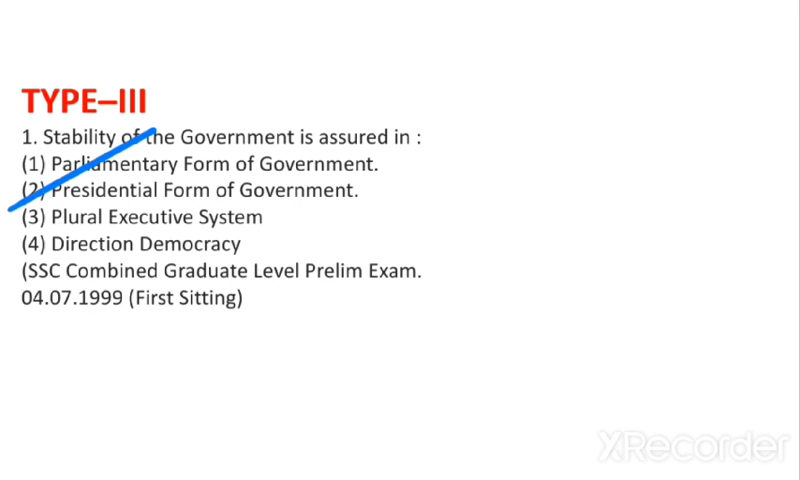 TYPE–III
1. Stability of the Government is assured in :
(1) Parliamentary Form of Government.
(2) Presidential Form of Government.
(3) Plural Executive System
(4) Direction Democracy
(SSC Combined Graduate Level Prelim Exam.
04.07.1999 (First Sitting)
XRecorder